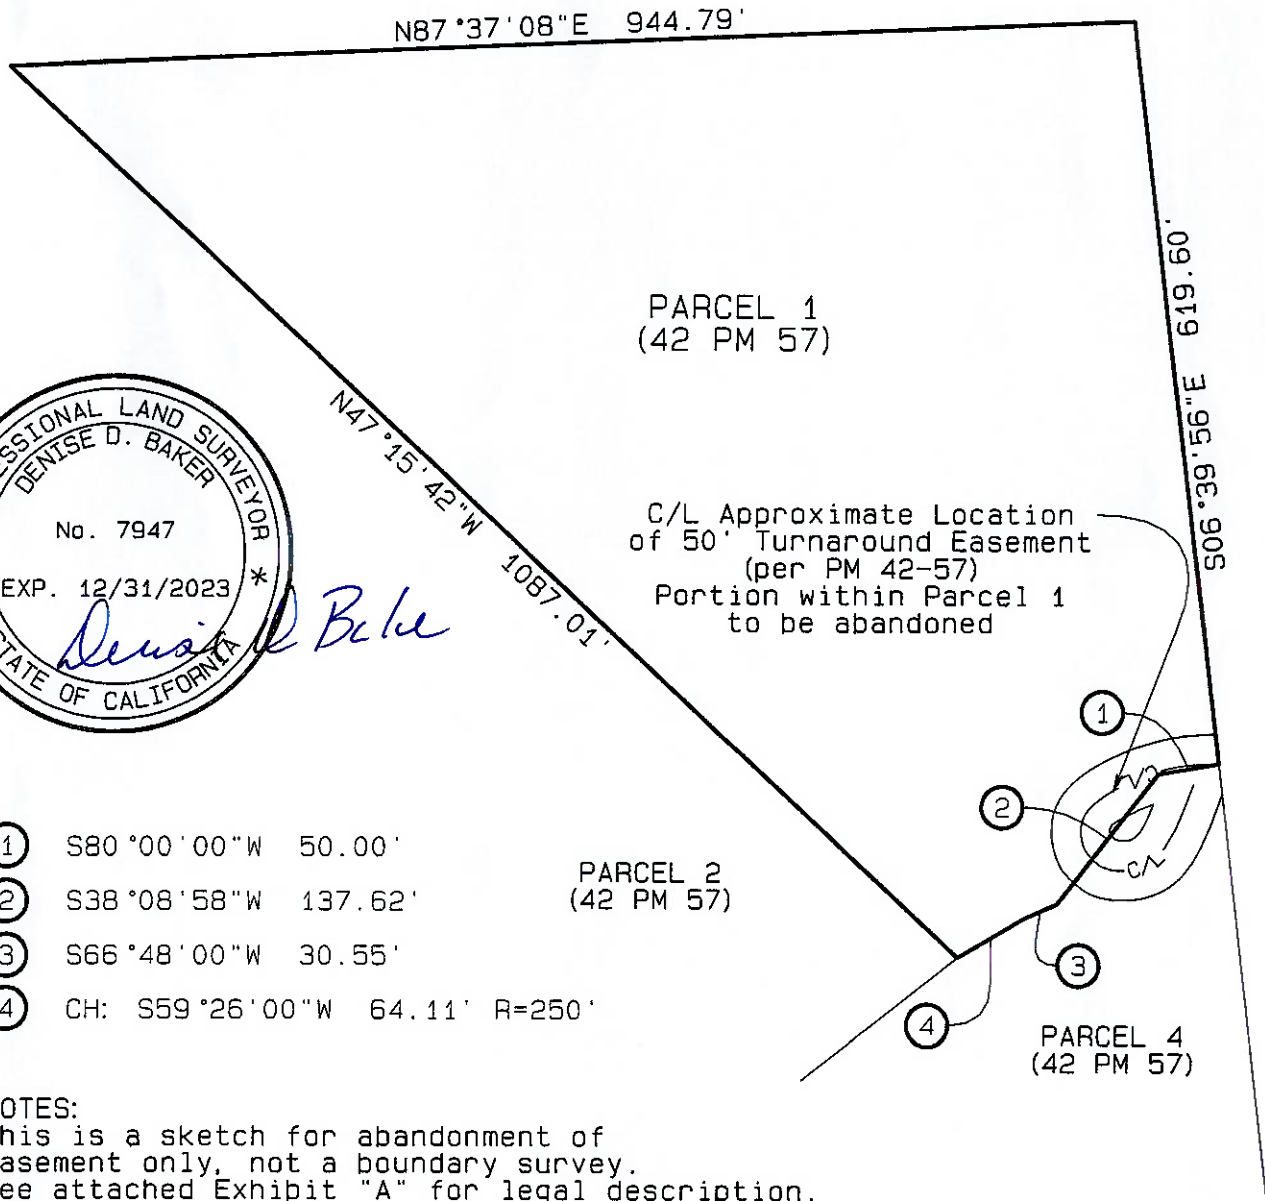 N87°37'08"E 944.79'
S06°39'56"E 619.60'
PARCEL 1
(42 PM 57)
N47°15'42"W 1087.01'
ESSIONAL LAND SURVEYOR
DENISE D. BAKER
No. 7947
EXP. 12/31/2023
*
STATE OF CALIFORNIA
Denise D Baker
C/L Approximate Location
of 50' Turnaround Easement
(per PM 42-57)
Portion within Parcel 1
to be abandoned
1
2
C/L
C/L
1 S80°00'00"W 50.00'
2 S38°08'58"W 137.62'
3 S66°48'00"W 30.55'
4 CH: S59°26'00"W 64.11' R=250'
PARCEL 2
(42 PM 57)
3
4
PARCEL 4
(42 PM 57)
OTES:
his is a sketch for abandonment of
asement only, not a boundary survey.
ee attached Exhibit "A" for legal description.